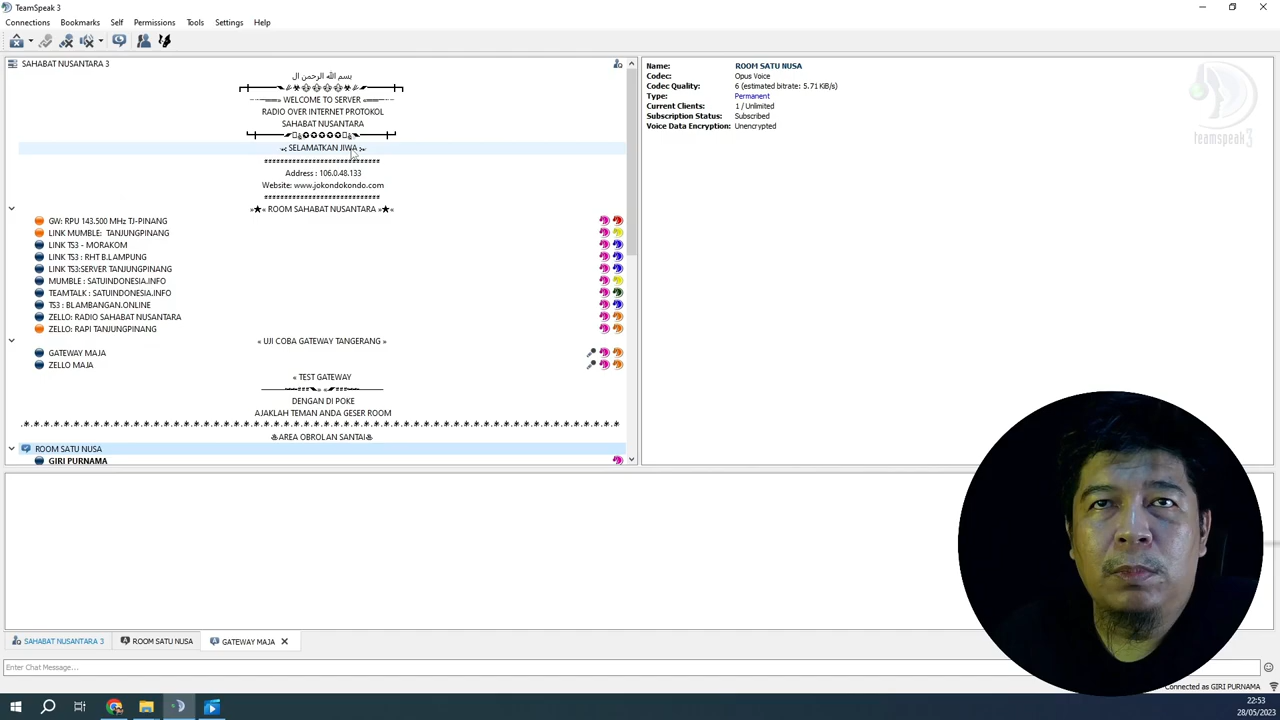 TeamSpeak 3
Connections Bookmarks Self Permissions Tools Settings Help
SAHABAT NUSANTARA 3
بسم الله الرحمن ال
WELCOME TO SERVER
RADIO OVER INTERNET PROTOKOL
SAHABAT NUSANTARA
SELAMATKAN JIWA
Address : 106.0.48.133
Website: www.jokondokondo.com
»★« ROOM SAHABAT NUSANTARA »★«
GW: RPU 143.500 MHz TJ-PINANG
LINK MUMBLE: TANJUNGPINANG
LINK TS3 - MORAKOM
LINK TS3 : RHT B.LAMPUNG
LINK TS3:SERVER TANJUNGPINANG
MUMBLE : SATUINDONESIA.INFO
TEAMTALK : SATUINDONESIA.INFO
TS3 : BLAMBANGAN.ONLINE
ZELLO: RADIO SAHABAT NUSANTARA
ZELLO: RAPI TANJUNGPINANG
« UJI COBA GATEWAY TANGERANG »
GATEWAY MAJA
ZELLO MAJA
« TEST GATEWAY
DENGAN DI POKE
AJAKLAH TEMAN ANDA GESER ROOM
♨AREA OBROLAN SANTAI♨
ROOM SATU NUSA
GIRI PURNAMA
Name: ROOM SATU NUSA
Codec: Opus Voice
Codec Quality: 6 (estimated bitrate: 5.71 KiB/s)
Type: Permanent
Current Clients: 1 / Unlimited
Subscription Status: Subscribed
Voice Data Encryption: Unencrypted
teamspeak3
SAHABAT NUSANTARA 3 ROOM SATU NUSA GATEWAY MAJA
Enter Chat Message...
Connected as GIRI PURNAMA
22:53
28/05/2023